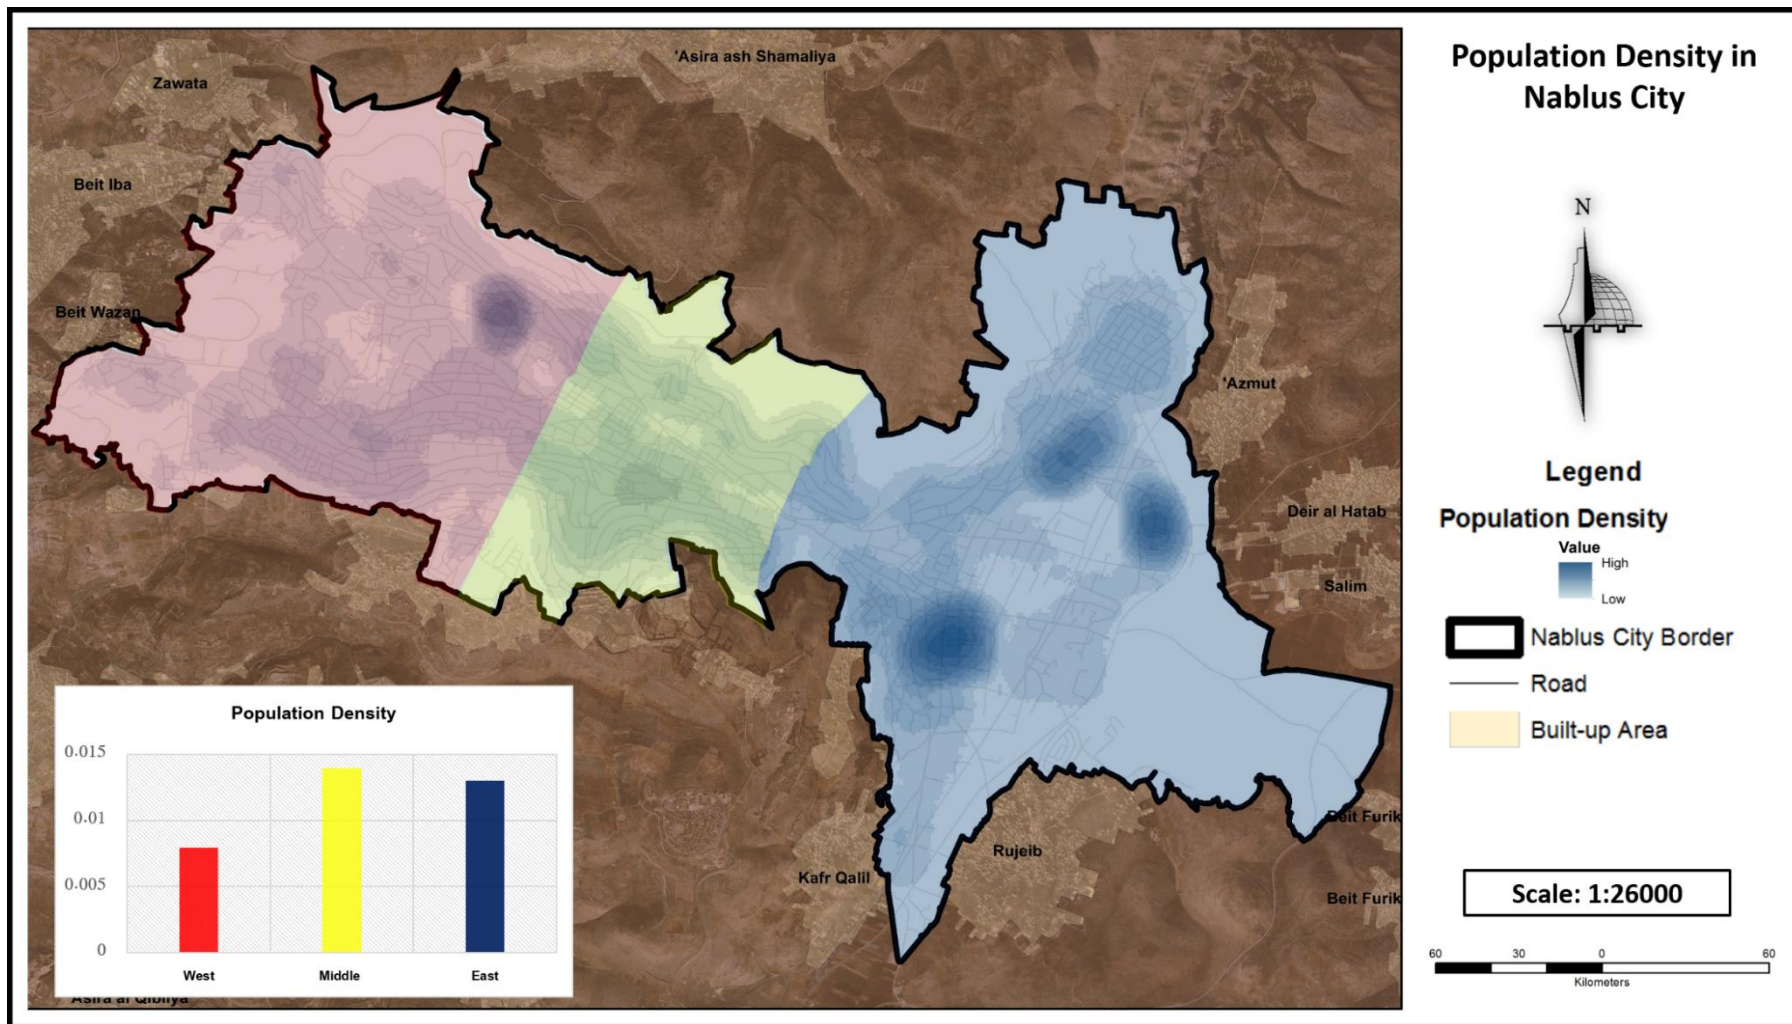 Population Density in
Nablus City
N
Legend
Population Density
Value
High
Low
Nablus City Border
Road
Built-up Area
Scale: 1:26000
60 30 0 60
Kilometers
'Asira ash Shamaliya
Zawata
Beit Iba
Beit Wazan
'Azmut
Deir al Hatab
Salim
Beit Furik
Rujeib
Kafr Qalil
Beit Furik
Asira al Qibliya
Population Density
0.015
0.01
0.005
0
West Middle East